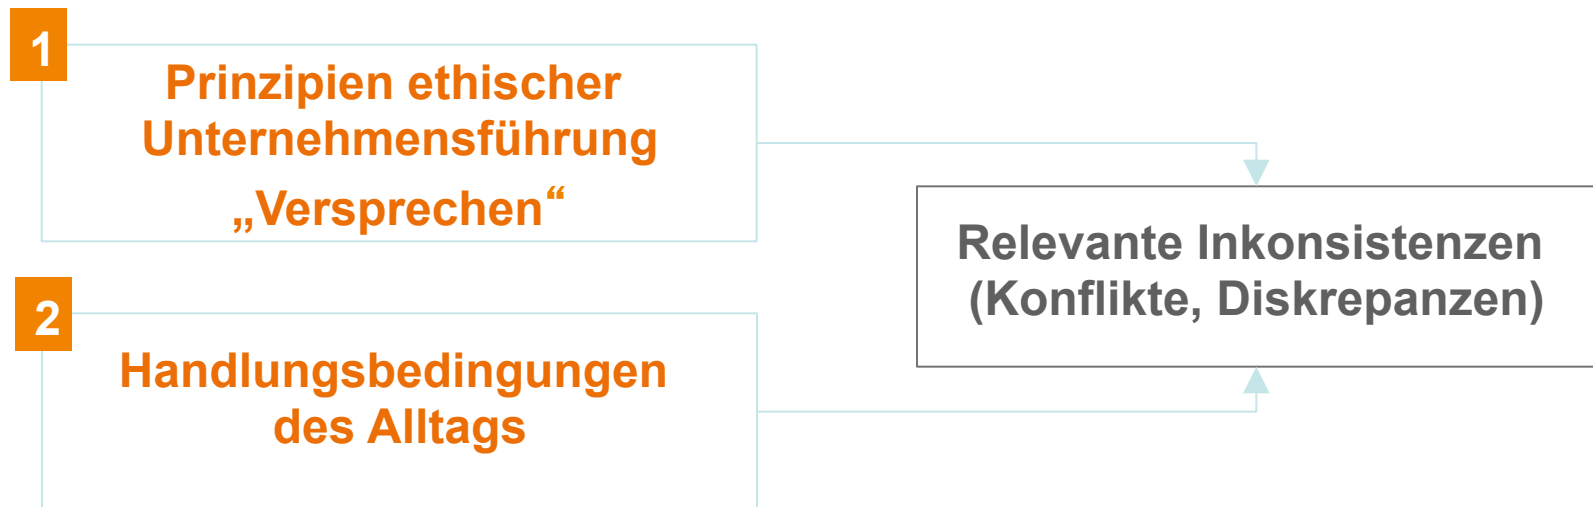 1
Prinzipien ethischer
Unternehmensführung
„Versprechen“
2
Handlungsbedingungen
des Alltags
Relevante Inkonsistenzen
(Konflikte, Diskrepanzen)